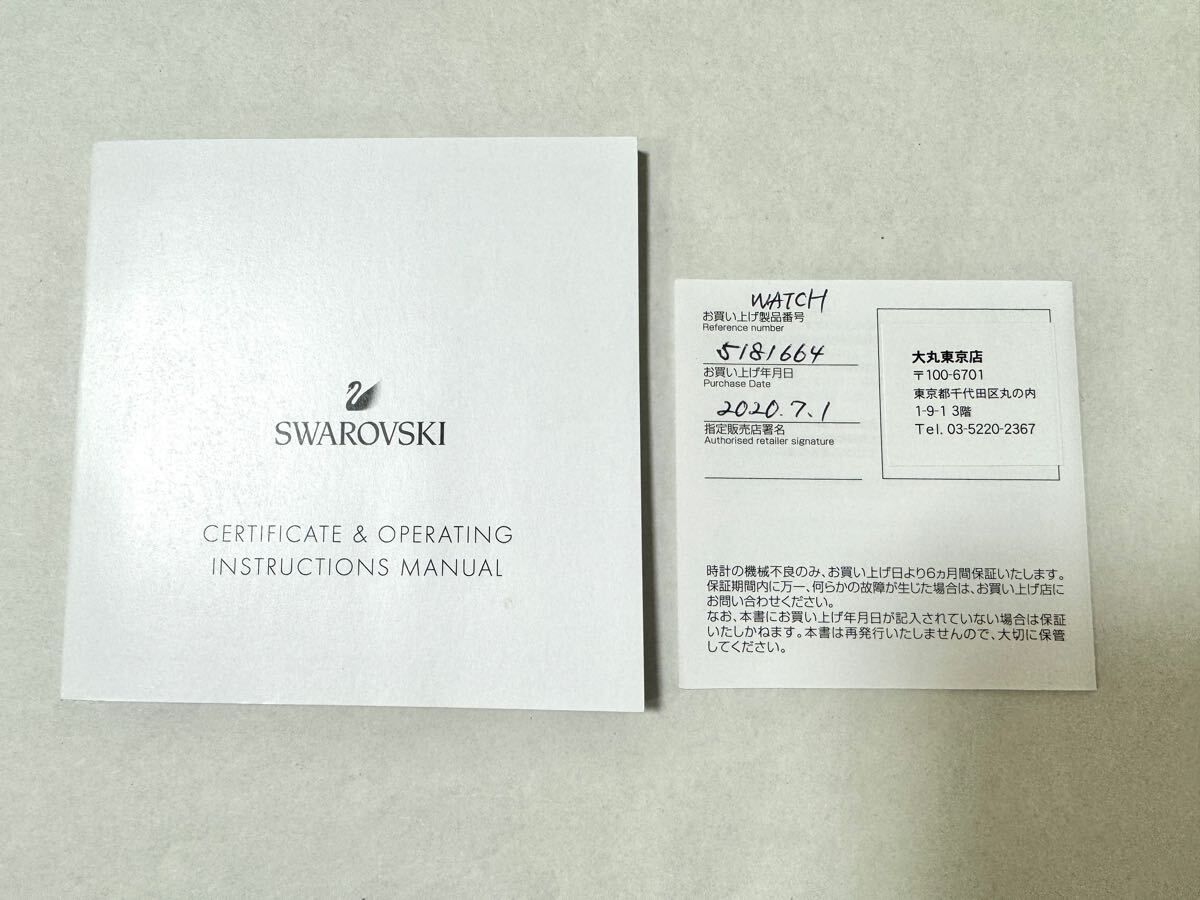 SWAROVSKI
CERTIFICATE & OPERATING
INSTRUCTIONS MANUAL
WATCH
お買い上げ製品番号
Reference number
5181664
お買い上げ年月日
Purchase Date
2020.7.1
指定販売店署名
Authorised retailer signature
大丸東京店
〒100-6701
東京都千代田区丸の内
1-9-1 3階
Tel. 03-5220-2367
時計の機械不良のみ、お買い上げ日より6ヵ月間保証いたします。
保証期間内に万一、何らかの故障が生じた場合は、お買い上げ店に
お問い合わせください。
なお、本書にお買い上げ年月日が記入されていない場合は保証
いたしかねます。本書は再発行いたしませんので、大切に保管
してください。